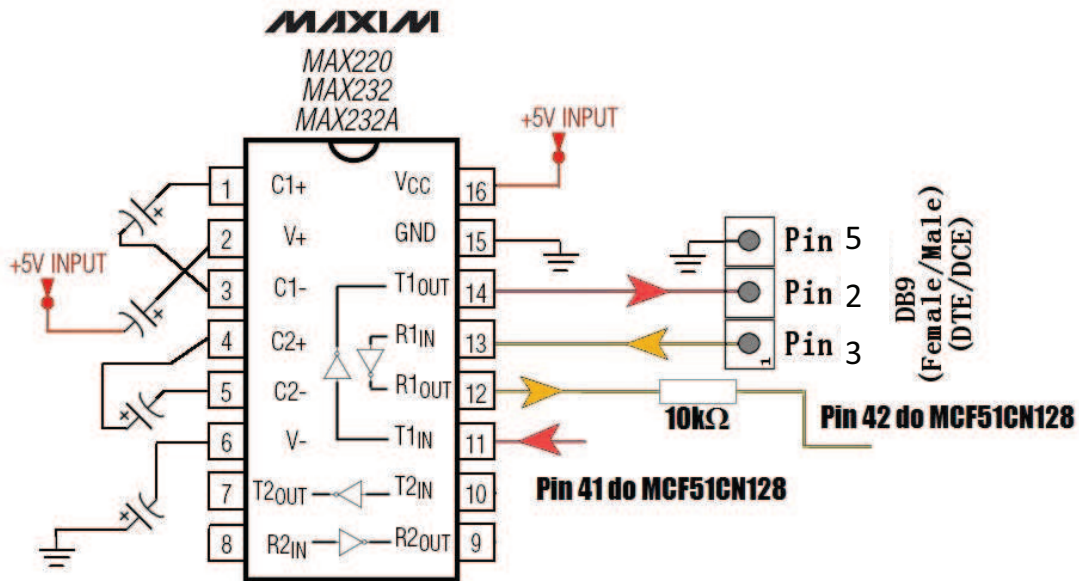 MAXIM
MAX220
MAX232
MAX232A
+5V INPUT
+5V INPUT
1 C1+ VCC 16
2 V+ GND 15
3 C1- T1OUT 14
4 C2+ R1IN 13
5 C2- R1OUT 12
6 V- T1IN 11
7 T2OUT T2IN 10
8 R2IN R2OUT 9
Pin 5
Pin 2
Pin 3
1
DB9
(Female/Male)
(DTE/DCE)
10kΩ
Pin 42 do MCF51CN128
Pin 41 do MCF51CN128